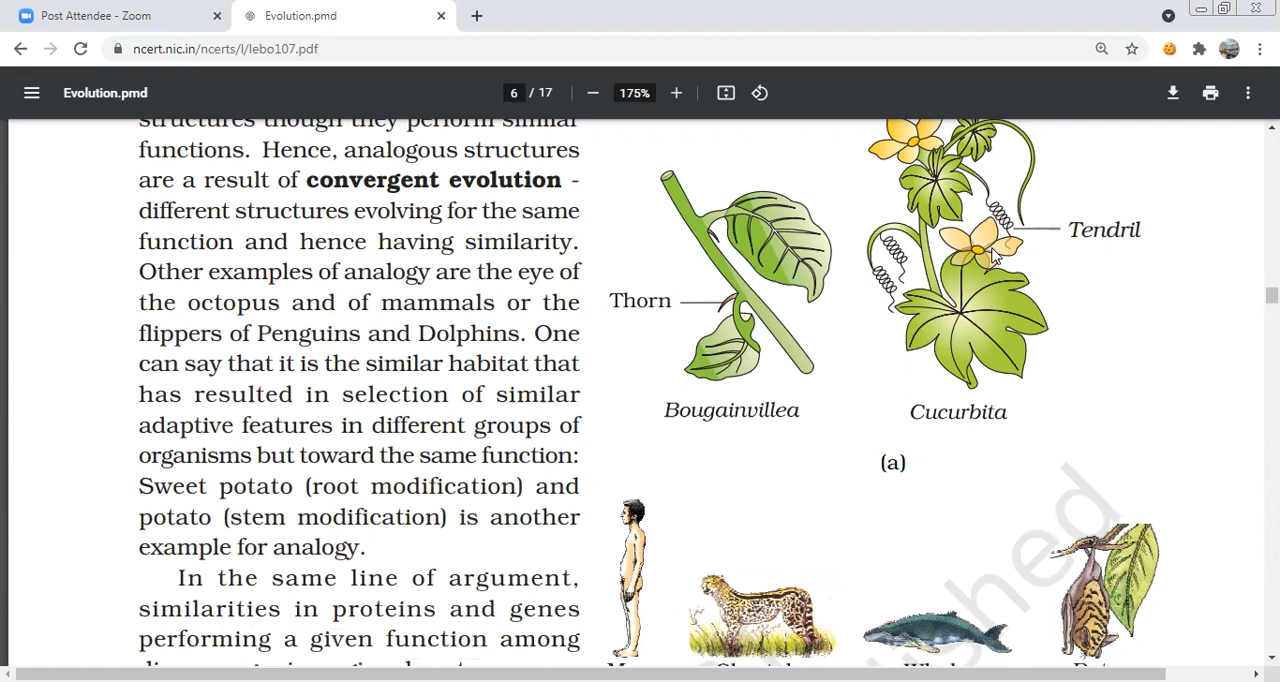 Post Attendee - Zoom
Evolution.pmd
ncert.nic.in/ncerts/l/lebo107.pdf
Evolution.pmd
6 / 17
175%
structures though they perform similar
functions. Hence, analogous structures
are a result of convergent evolution -
different structures evolving for the same
function and hence having similarity.
Other examples of analogy are the eye of
the octopus and of mammals or the
flippers of Penguins and Dolphins. One
can say that it is the similar habitat that
has resulted in selection of similar
adaptive features in different groups of
organisms but toward the same function:
Sweet potato (root modification) and
potato (stem modification) is another
example for analogy.
In the same line of argument,
similarities in proteins and genes
performing a given function among
Tendril
Thorn
Bougainvillea
Cucurbita
(a)